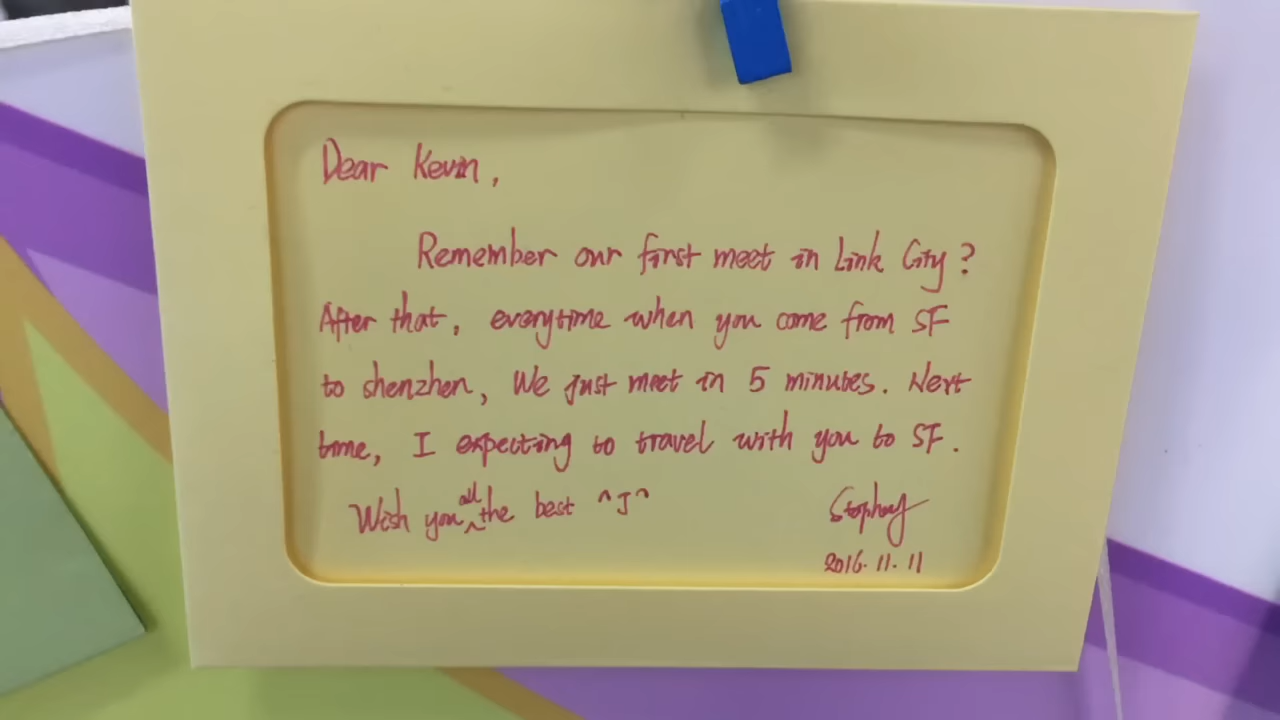 Dear Kevin,
Remember our first meet in Link City?
After that, everytime when you come from SF
to shenzhen, We just meet in 5 minutes. Next
time, I expecting to travel with you to SF.
Wish you all the best ^J^
2016.11.11